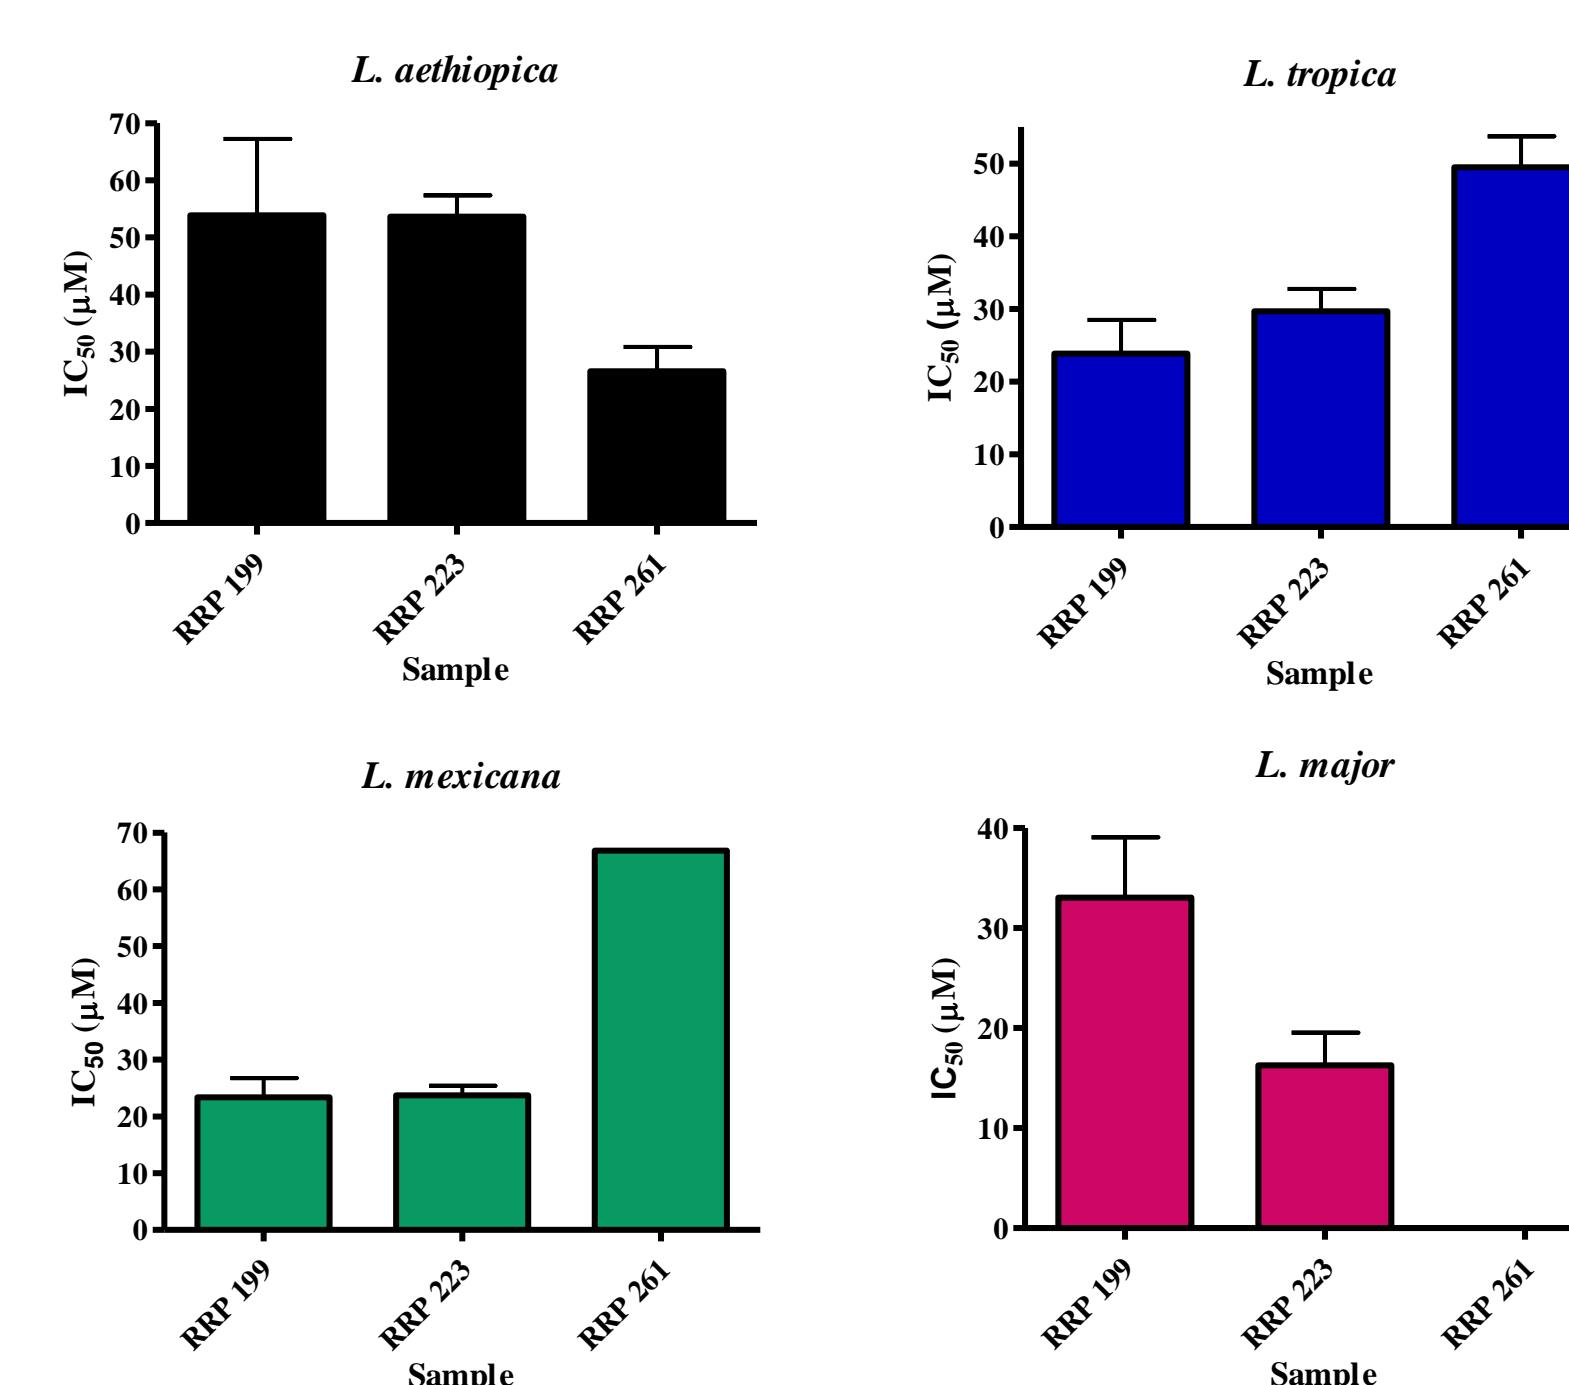 L. aethiopica
70
60
50
40
30
20
10
0
IC50 (μM)
RRP 199
RRP 223
RRP 261
Sample
L. tropica
50
40
30
20
10
0
IC50 (μM)
RRP 199
RRP 223
RRP 261
Sample
L. mexicana
70
60
50
40
30
20
10
0
IC50 (μM)
RRP 199
RRP 223
RRP 261
Sample
L. major
40
30
20
10
0
IC50 (μM)
RRP 199
RRP 223
RRP 261
Sample